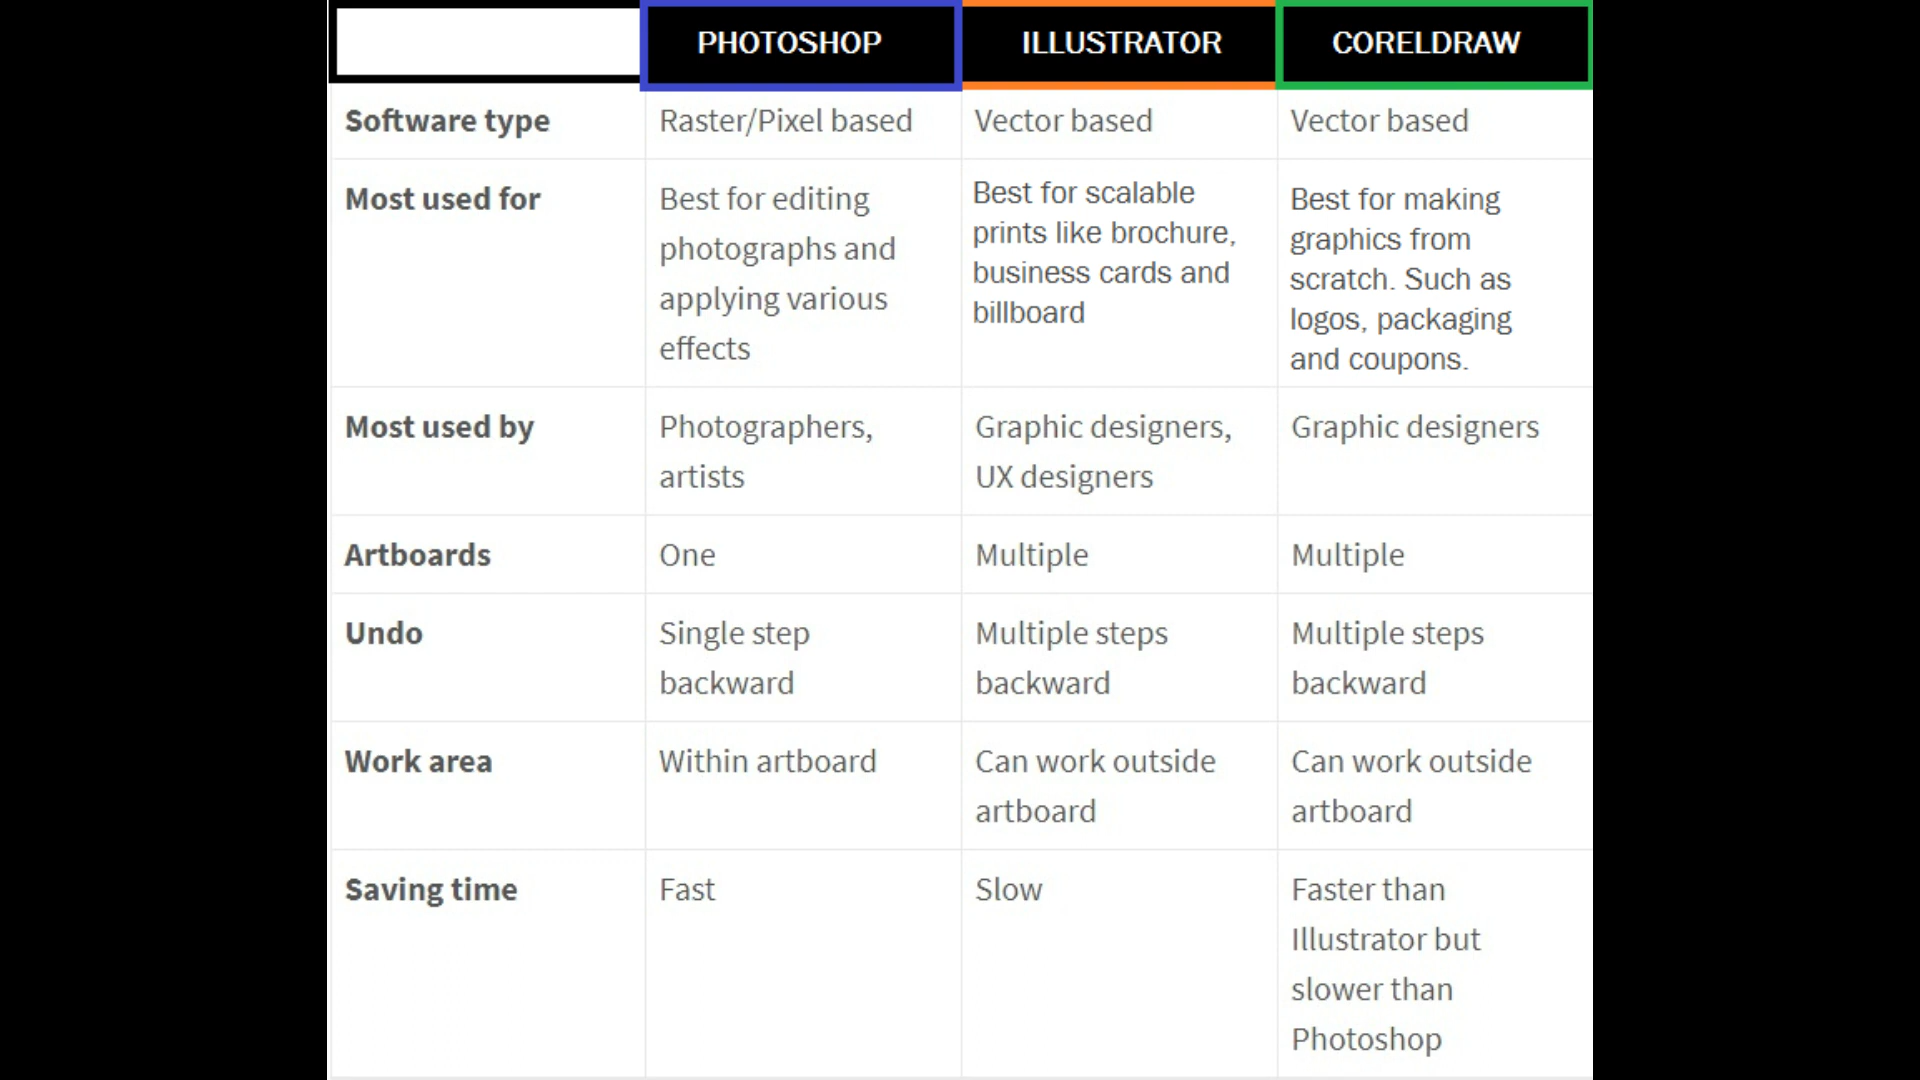 PHOTOSHOP ILLUSTRATOR CORELDRAW
Software type Raster/Pixel based Vector based Vector based
Most used for
Best for editing
photographs and
applying various
effects
Best for scalable
prints like brochure,
business cards and
billboard
Best for making
graphics from
scratch. Such as
logos, packaging
and coupons.
Most used by
Photographers,
artists
Graphic designers,
UX designers
Graphic designers
Artboards One Multiple Multiple
Undo
Single step
backward
Multiple steps
backward
Multiple steps
backward
Work area
Within artboard
Can work outside
artboard
Can work outside
artboard
Saving time
Fast
Slow
Faster than
Illustrator but
slower than
Photoshop